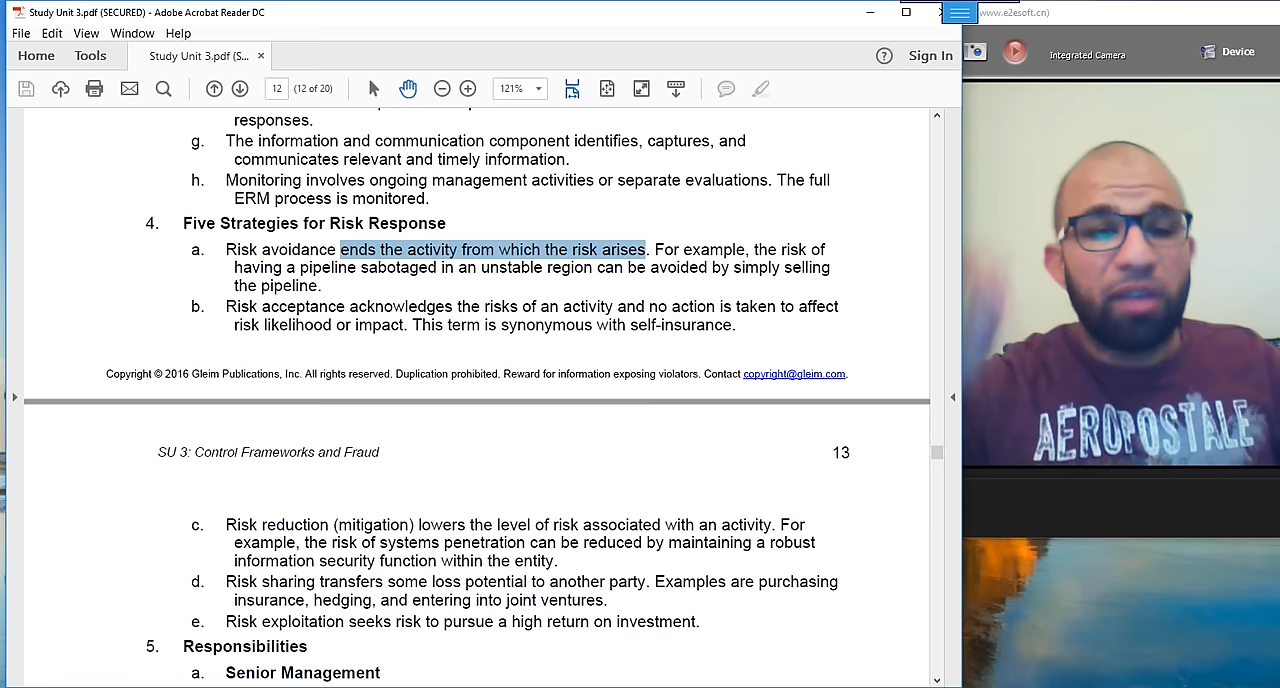 Study Unit 3.pdf (SECURED) - Adobe Acrobat Reader DC
www.e2esoft.cn)
File Edit View Window Help
Home Tools Study Unit 3.pdf (S... × Sign In
Integrated Camera Device
12 (12 of 20) 121%
responses.
g. The information and communication component identifies, captures, and
communicates relevant and timely information.
h. Monitoring involves ongoing management activities or separate evaluations. The full
ERM process is monitored.
4. Five Strategies for Risk Response
a. Risk avoidance ends the activity from which the risk arises. For example, the risk of
having a pipeline sabotaged in an unstable region can be avoided by simply selling
the pipeline.
b. Risk acceptance acknowledges the risks of an activity and no action is taken to affect
risk likelihood or impact. This term is synonymous with self-insurance.
Copyright © 2016 Gleim Publications, Inc. All rights reserved. Duplication prohibited. Reward for information exposing violators. Contact copyright@gleim.com.
SU 3: Control Frameworks and Fraud 13
c. Risk reduction (mitigation) lowers the level of risk associated with an activity. For
example, the risk of systems penetration can be reduced by maintaining a robust
information security function within the entity.
d. Risk sharing transfers some loss potential to another party. Examples are purchasing
insurance, hedging, and entering into joint ventures.
e. Risk exploitation seeks risk to pursue a high return on investment.
5. Responsibilities
a. Senior Management
AÉROPOSTALE